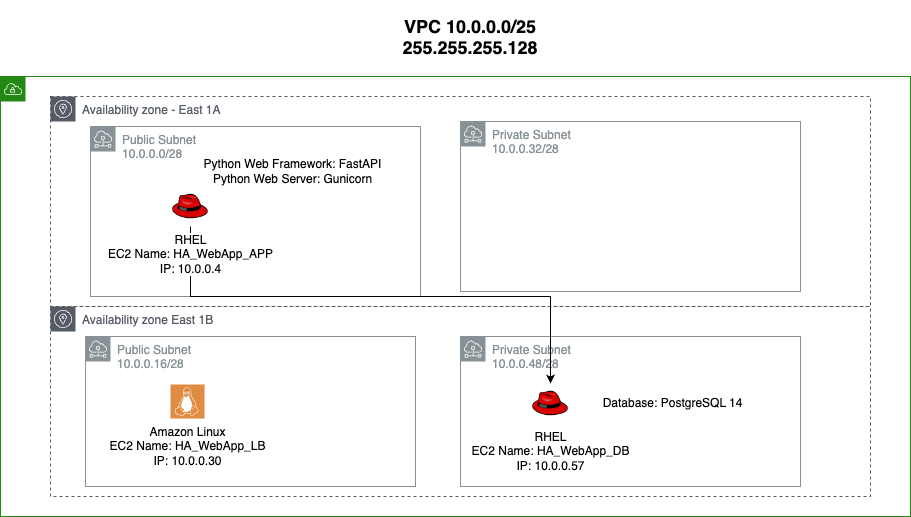 VPC 10.0.0.0/25
255.255.255.128
Availability zone - East 1A
Public Subnet
10.0.0.0/28
Python Web Framework: FastAPI
Python Web Server: Gunicorn
RHEL
EC2 Name: HA_WebApp_APP
IP: 10.0.0.4
Private Subnet
10.0.0.32/28
Availability zone East 1B
Public Subnet
10.0.0.16/28
Amazon Linux
EC2 Name: HA_WebApp_LB
IP: 10.0.0.30
Private Subnet
10.0.0.48/28
Database: PostgreSQL 14
RHEL
EC2 Name: HA_WebApp_DB
IP: 10.0.0.57